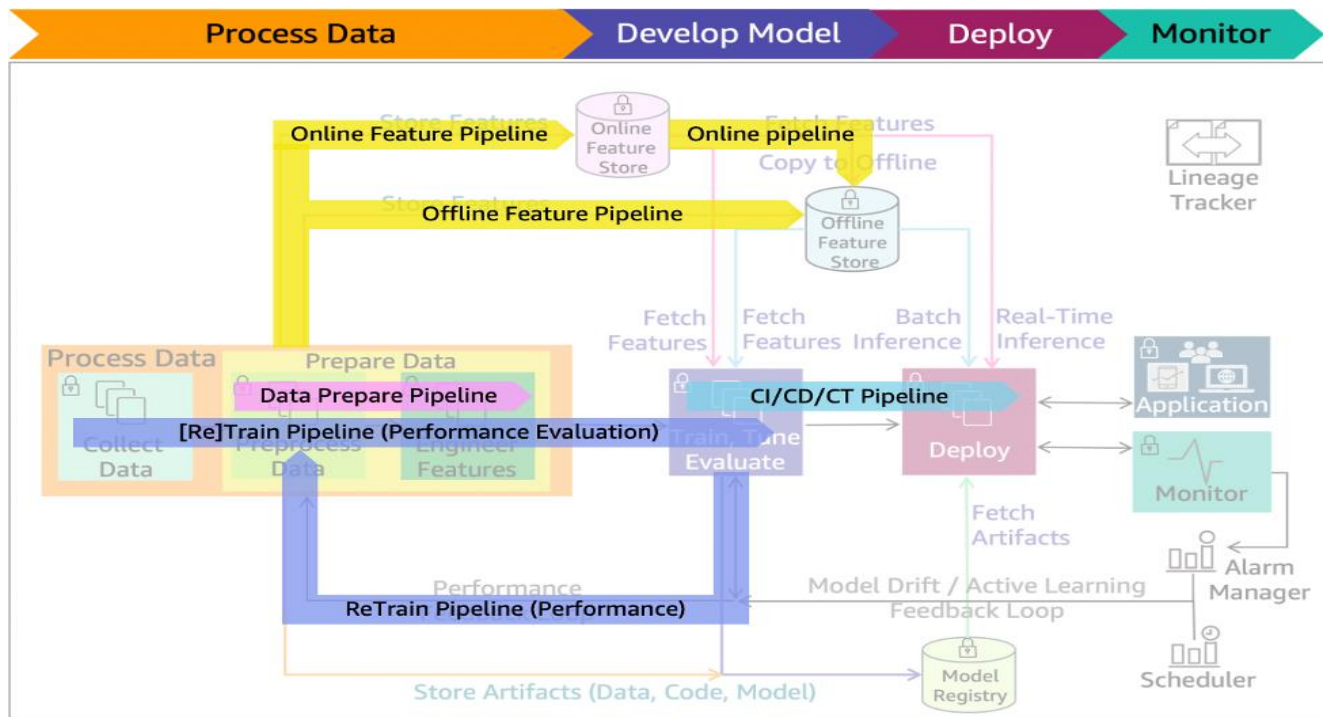 Process Data
Develop Model
Deploy
Monitor
Store Features
Online Feature Pipeline
Online
Feature
Store
Fetch Features
Online pipeline
Copy to Offline
Lineage
Tracker
Store Features
Offline Feature Pipeline
Offline
Feature
Store
Fetch
Features
Fetch
Features
Batch
Inference
Real-Time
Inference
Process Data
Prepare Data
Data Prepare Pipeline
CI/CD/CT Pipeline
[Re]Train Pipeline (Performance Evaluation)
Collect
Data
Preprocess
Data
Engineer
Features
Train, Tune
Evaluate
Deploy
Application
Monitor
Fetch
Artifacts
Alarm
Manager
Performance
Feedback Loop
ReTrain Pipeline (Performance)
Model Drift / Active Learning
Feedback Loop
Scheduler
Model
Registry
Store Artifacts (Data, Code, Model)